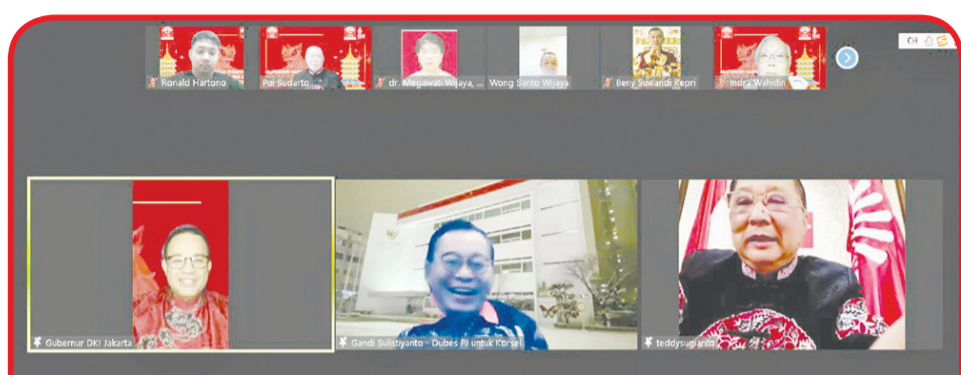 CH
Ronald Hartono
Pui Sudarto
dr. Megawati Wijaya, ...
Wong Santo Wijaya
Beny Suwandi Kepri
Indra Wahidin
Gubernur DKI Jakarta
Gandi Sulistiyanto - Dubes RI untuk Korsel
teddysugianto